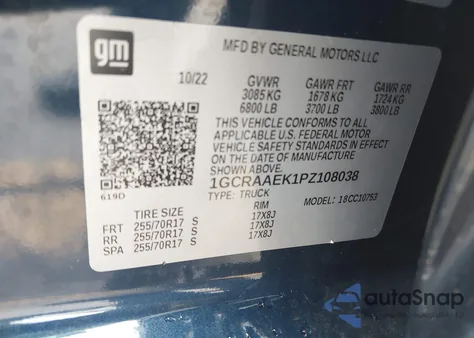 gm
MFD BY GENERAL MOTORS LLC
10/22 GVWR GAWR FRT GAWR RR
3085 KG 1678 KG 1724 KG
6800 LB 3700 LB 3800 LB
THIS VEHICLE CONFORMS TO ALL
APPLICABLE U.S. FEDERAL MOTOR
VEHICLE SAFETY STANDARDS IN EFFECT
ON THE DATE OF MANUFACTURE
SHOWN ABOVE
1GCRAAEK1PZ108038
619D TYPE: TRUCK MODEL: 18CC10753
TIRE SIZE RIM
FRT 255/70R17 S 17X8J
RR 255/70R17 S 17X8J
SPA 255/70R17 S 17X8J
autoSnap